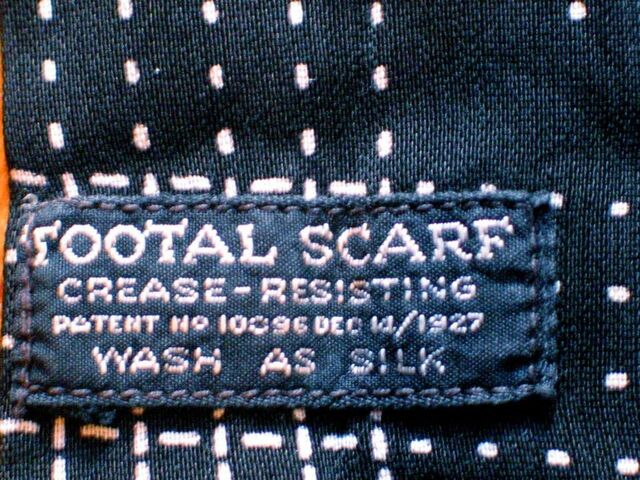 TOOTAL SCARF
CREASE-RESISTING
PATENT No 10096 DEC 14/1927
WASH AS SILK